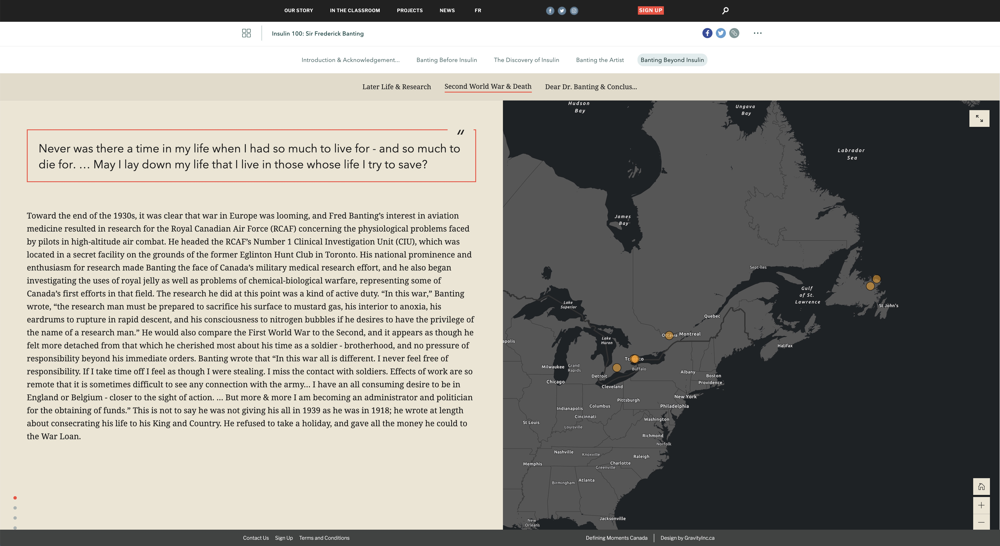 OUR STORY IN THE CLASSROOM PROJECTS NEWS FR SIGN UP
Insulin 100: Sir Frederick Banting
Introduction & Acknowledgement... Banting Before Insulin The Discovery of Insulin Banting the Artist Banting Beyond Insulin
Later Life & Research Second World War & Death Dear Dr. Banting & Conclus...
"
Never was there a time in my life when I had so much to live for - and so much to
die for. … May I lay down my life that I live in those whose life I try to save?
Toward the end of the 1930s, it was clear that war in Europe was looming, and Fred Banting’s interest in aviation
medicine resulted in research for the Royal Canadian Air Force (RCAF) concerning the physiological problems faced
by pilots in high-altitude air combat. He headed the RCAF’s Number 1 Clinical Investigation Unit (CIU), which was
located in a secret facility on the grounds of the former Eglinton Hunt Club in Toronto. His national prominence and
enthusiasm for research made Banting the face of Canada’s military medical research effort, and he also began
investigating the uses of royal jelly as well as problems of chemical-biological warfare, representing some of
Canada’s first efforts in that field. The research he did at this point was a kind of active duty. “In this war,” Banting
wrote, “the research man must be prepared to sacrifice his surface to mustard gas, his interior to anoxia, his
eardrums to rupture in rapid descent, and his consciousness to nitrogen bubbles if he desires to have the privilege of
the name of a research man.” He would also compare the First World War to the Second, and it appears as though he
felt more detached from that which he cherished most about his time as a soldier - brotherhood, and no pressure of
responsibility beyond his immediate orders. Banting wrote that “In this war all is different. I never feel free of
responsibility. If I take time off I feel as though I were stealing. I miss the contact with soldiers. Effects of work are so
remote that it is sometimes difficult to see any connection with the army… I have an all consuming desire to be in
England or Belgium - closer to the sight of action. … But more & more I am becoming an administrator and politician
for the obtaining of funds.” This is not to say he was not giving his all in 1939 as he was in 1918; he wrote at length
about consecrating his life to his King and Country. He refused to take a holiday, and gave all the money he could to
the War Loan.
Hudson
Bay
Ungava
Bay
Labrador
Sea
James
Bay
Sept-Îles
Gulf
of St.
Lawrence
St John's
Lake
Superior
Quebec
Ottawa
Montreal
Lake
Huron
apolis
Halifax
Toronto
Milwaukee
Grand
Rapids
Buffalo
Albany
Detroit
Boston
Chicago
Providence
Cleveland
New York
Pittsburgh
Philadelphia
Columbus
Indianapolis
Cincinnati
Washington
St Louis
Louisville
Richmond
Norfolk
Nashville
Knoxville
Raleigh
Memphis
Charlotte
Greenville
Atlanta
Birmingham
Jacksonville
New
Orleans
Contact Us Sign Up Terms and Conditions Defining Moments Canada Design by GravityInc.ca